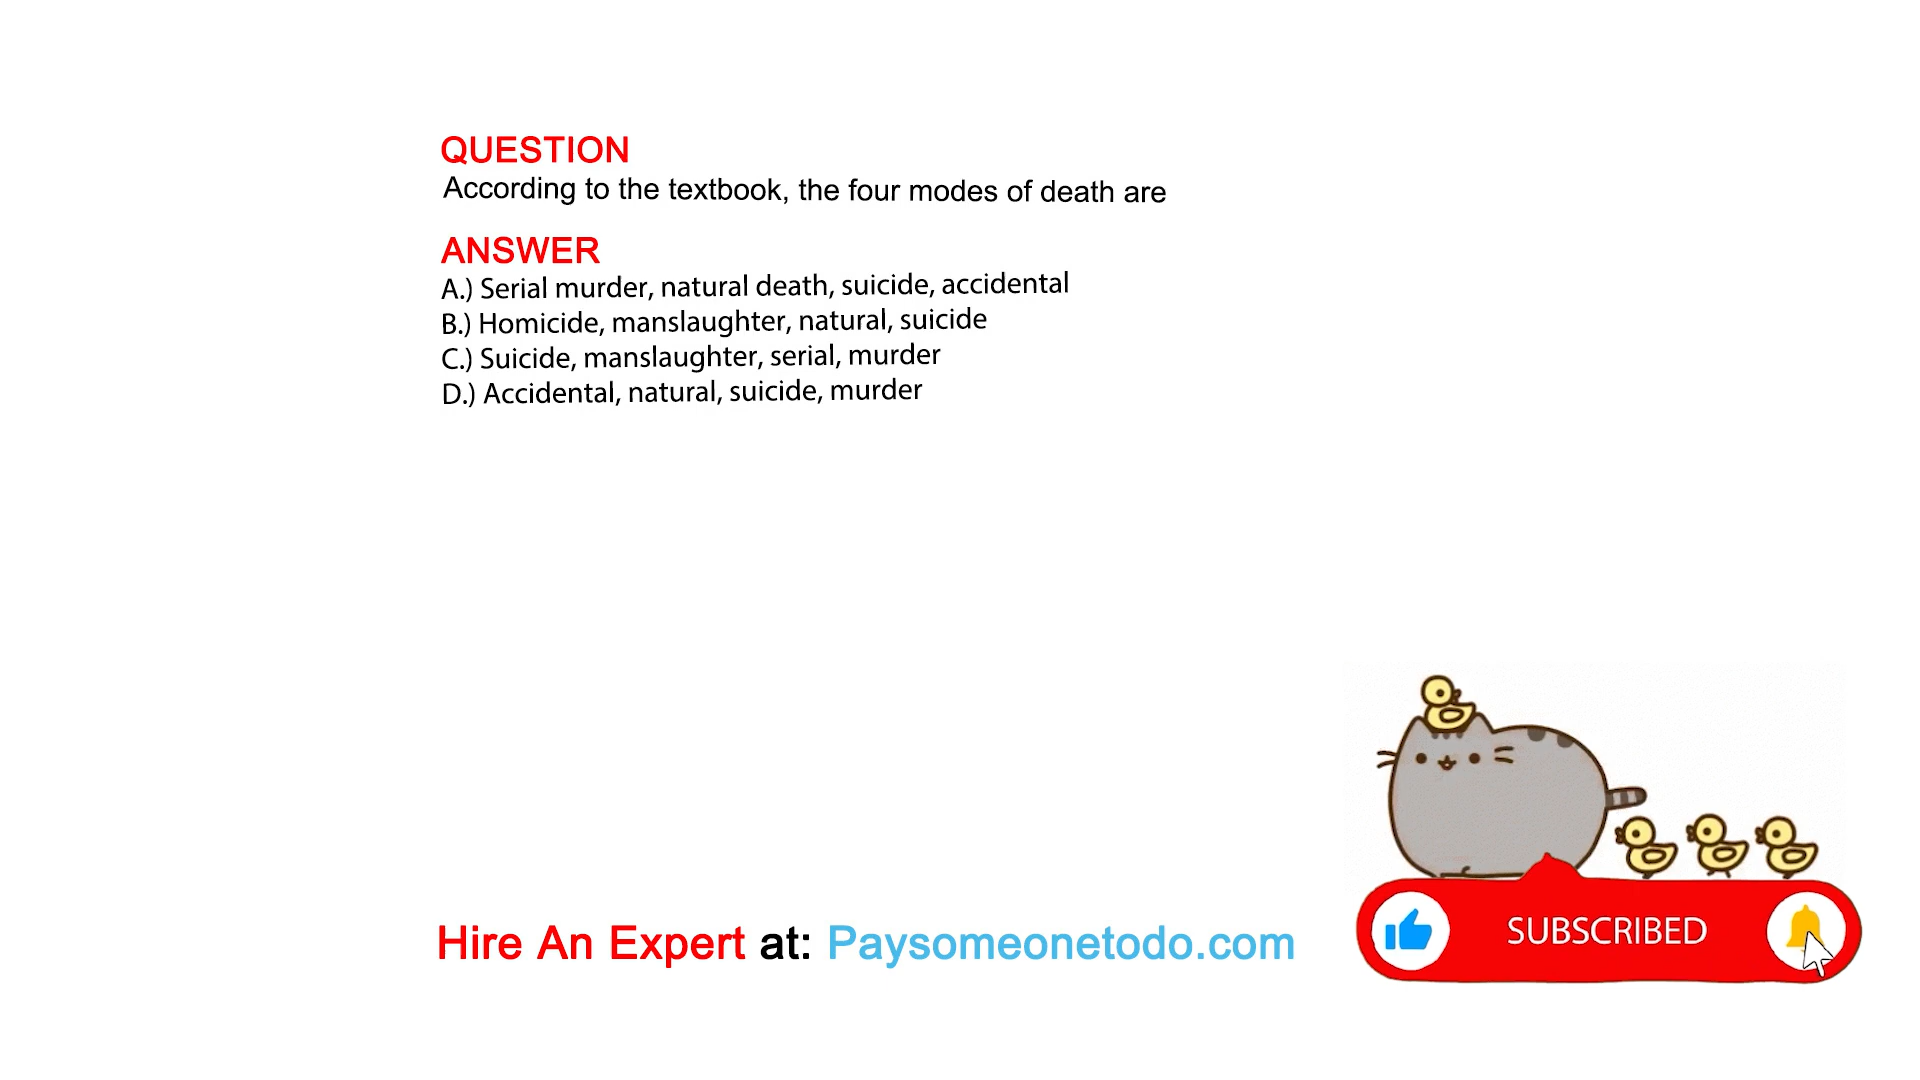 QUESTION
According to the textbook, the four modes of death are
ANSWER
A.) Serial murder, natural death, suicide, accidental
B.) Homicide, manslaughter, natural, suicide
C.) Suicide, manslaughter, serial, murder
D.) Accidental, natural, suicide, murder
Hire An Expert at: Paysomeonetodo.com
SUBSCRIBED